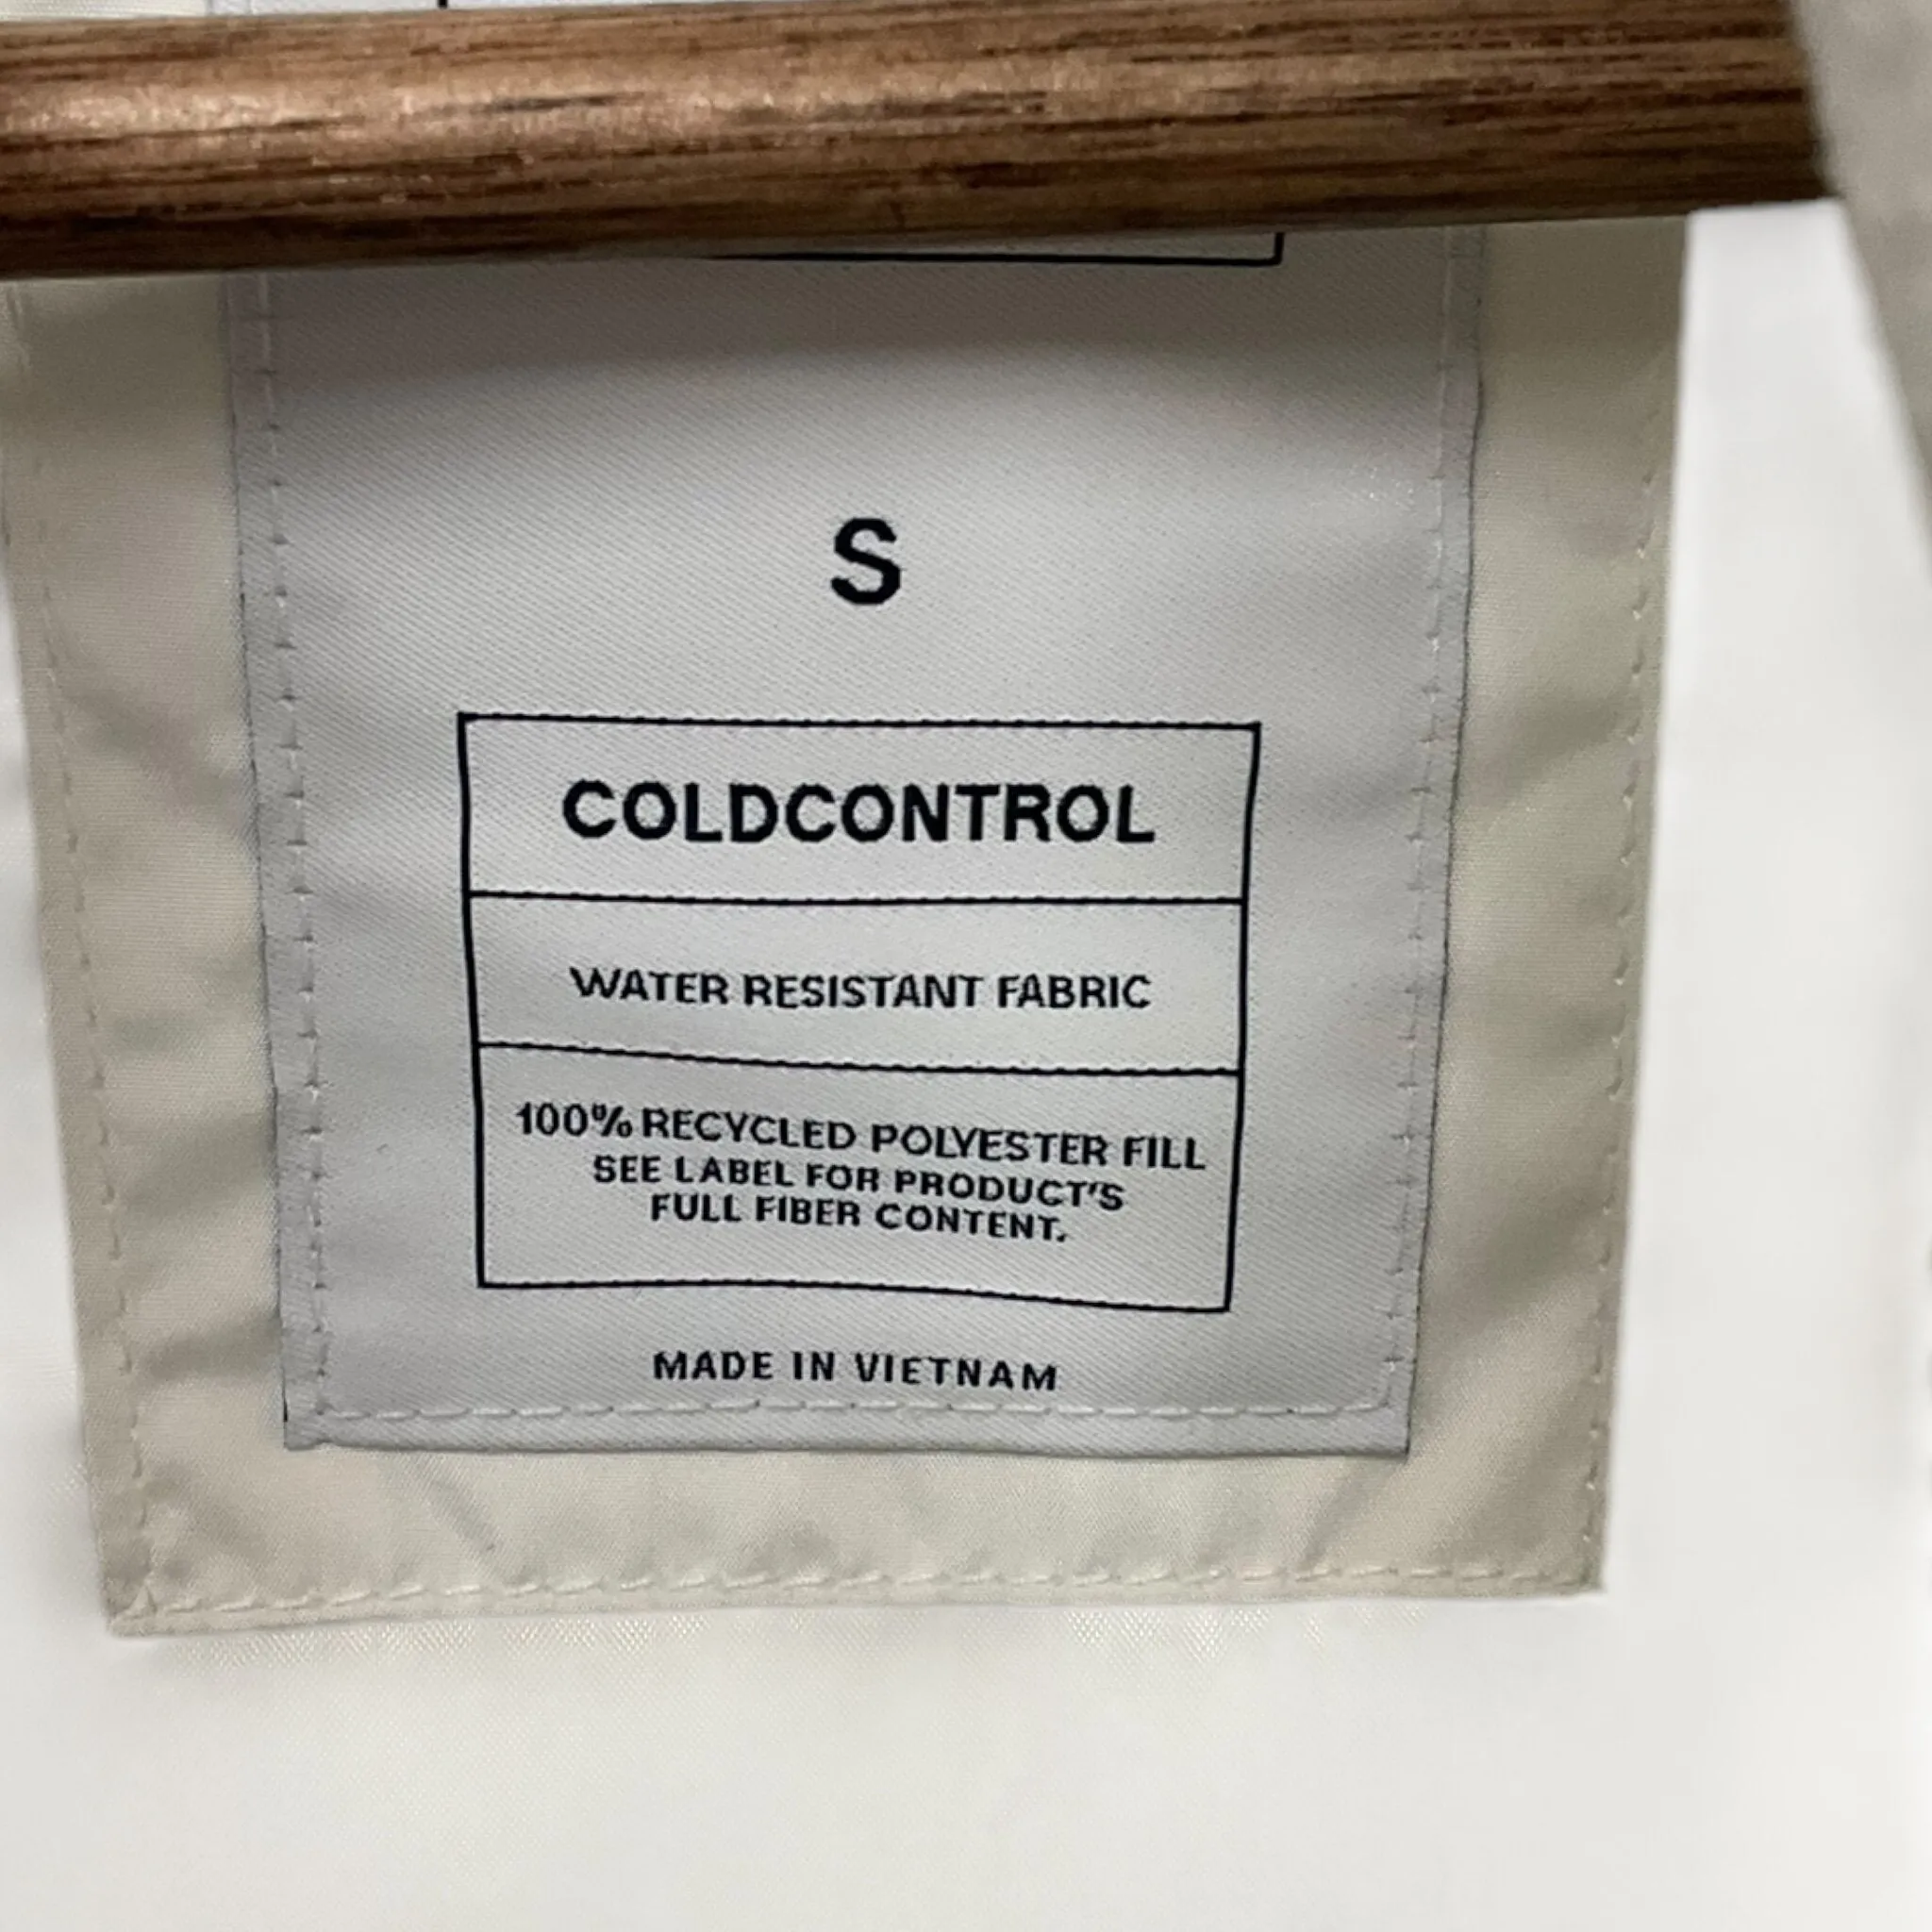 S
COLDCONTROL
WATER RESISTANT FABRIC
100% RECYCLED POLYESTER FILL
SEE LABEL FOR PRODUCT'S
FULL FIBER CONTENT.
MADE IN VIETNAM